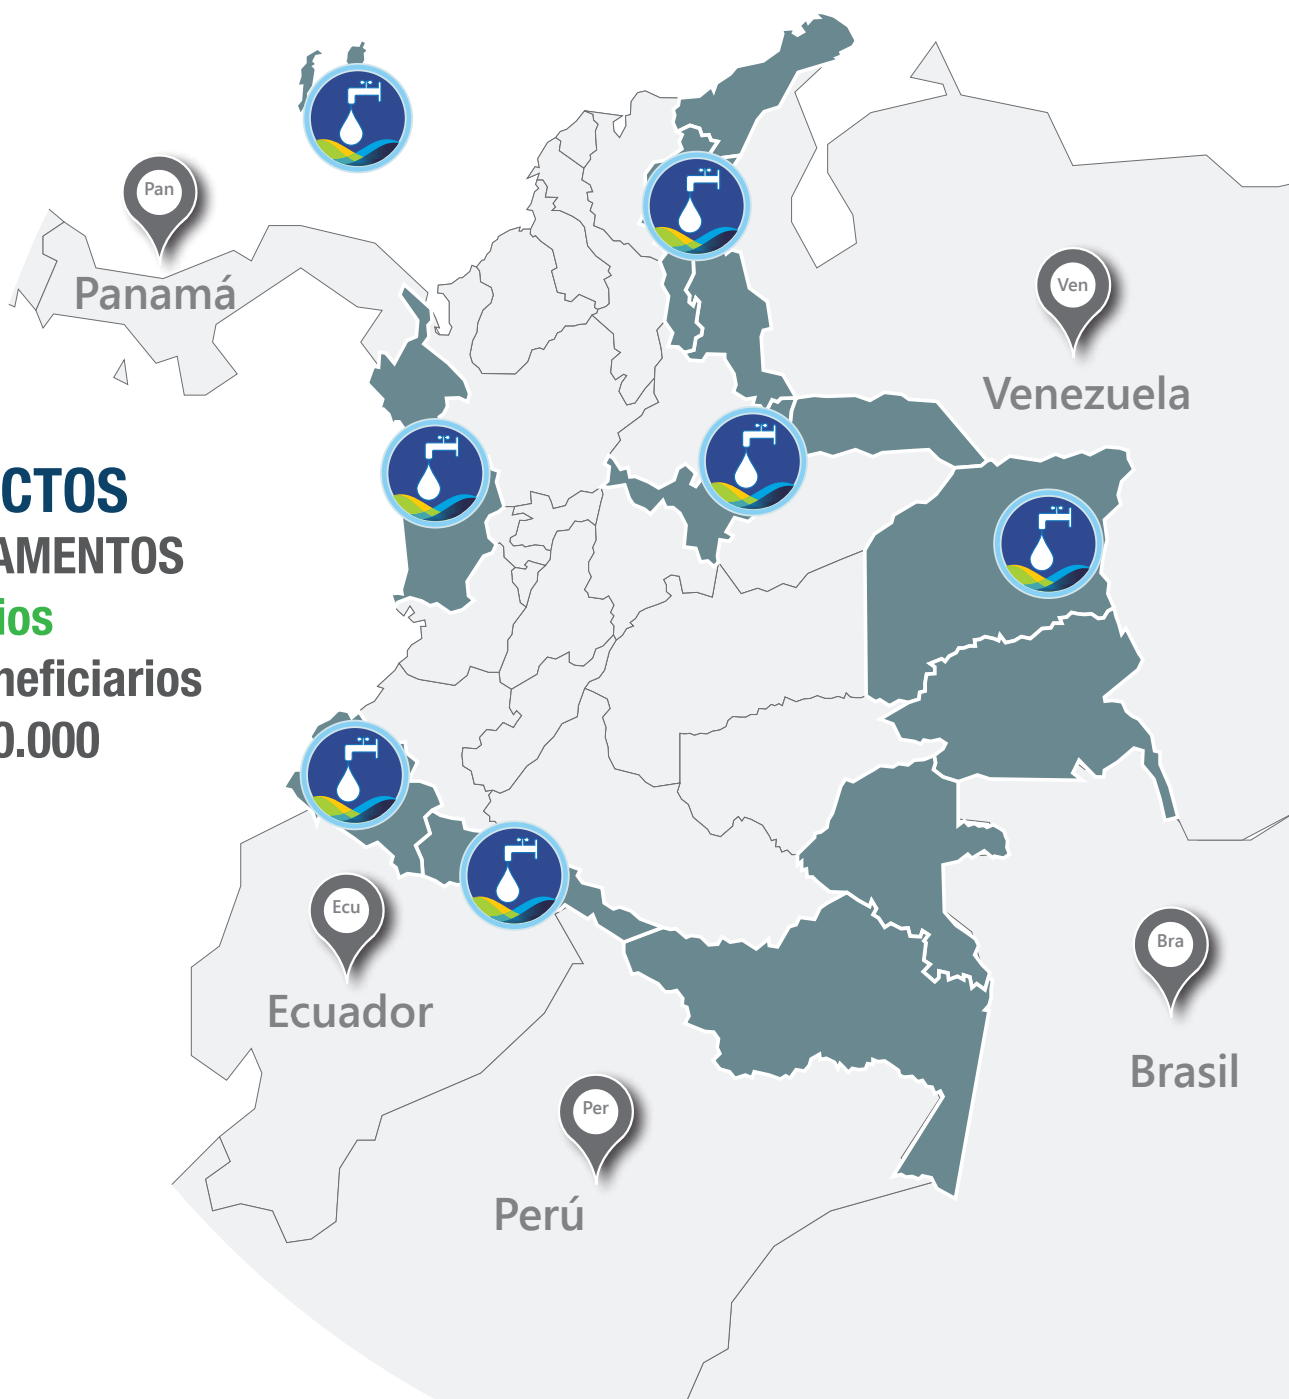 Pan
Panamá
Ven
Venezuela
CTOS
AMENTOS
ios
neficiarios
0.000
Ecu
Ecuador
Bra
Brasil
Per
Perú